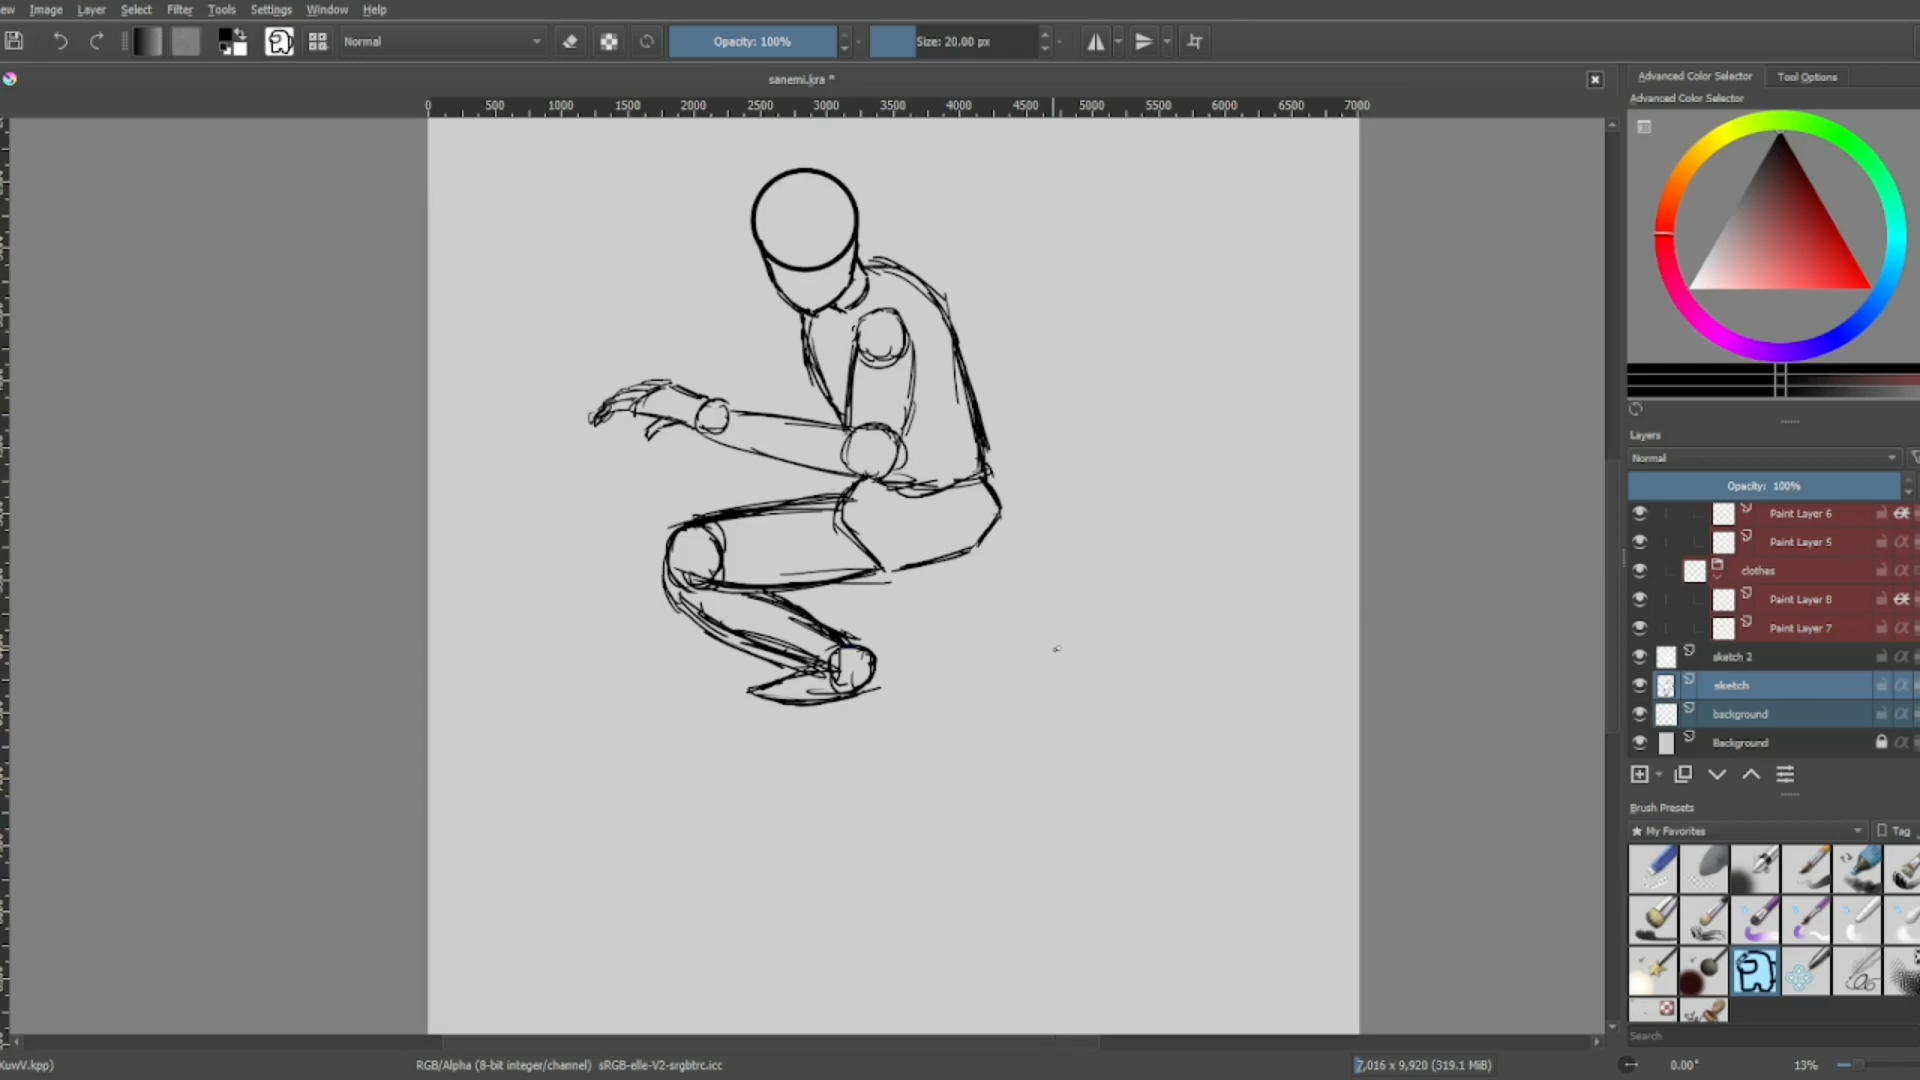 ew Image Layer Select Filter Tools Settings Window Help
Normal Opacity: 100% Size: 20.00 px
sanemi.kra *
Advanced Color Selector Tool Options
Advanced Color Selector
0 500 1000 1500 2000 2500 3000 3500 4000 4500 5000 5500 6000 6500 7000
Layers
Normal
Opacity: 100%
Paint Layer 6
Paint Layer 5
clothes
Paint Layer 8
Paint Layer 7
sketch 2
sketch
background
Background
Brush Presets
My Favorites Tag
Search
XuwV.kpp) RGB/Alpha (8-bit integer/channel) sRGB-elle-V2-srgbtrc.icc 7,016 x 9,920 (319.1 MiB) 0.00° 13%